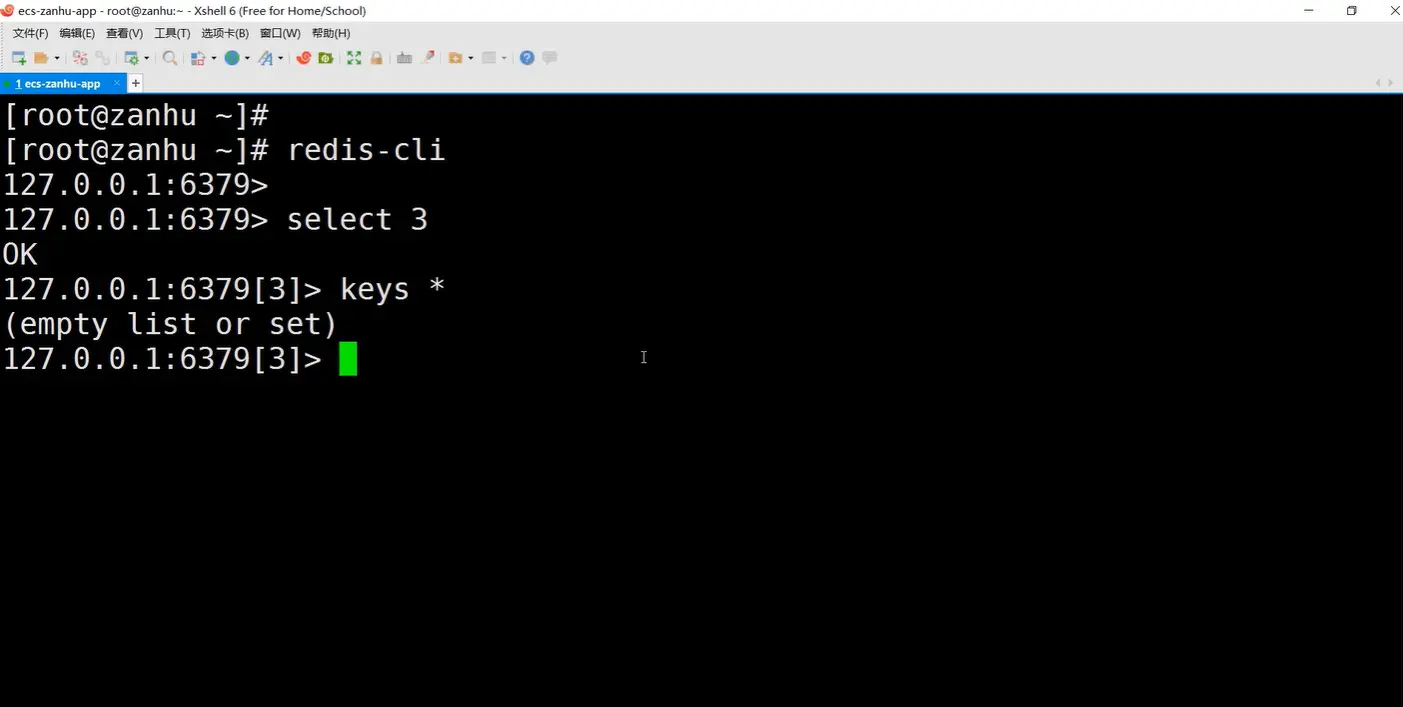 ecs-zanhu-app - root@zanhu:~ - Xshell 6 (Free for Home/School)
文件(F) 编辑(E) 查看(V) 工具(T) 选项卡(B) 窗口(W) 帮助(H)
1 ecs-zanhu-app × +
[root@zanhu ~]#
[root@zanhu ~]# redis-cli
127.0.0.1:6379>
127.0.0.1:6379> select 3
OK
127.0.0.1:6379[3]> keys *
(empty list or set)
127.0.0.1:6379[3]>